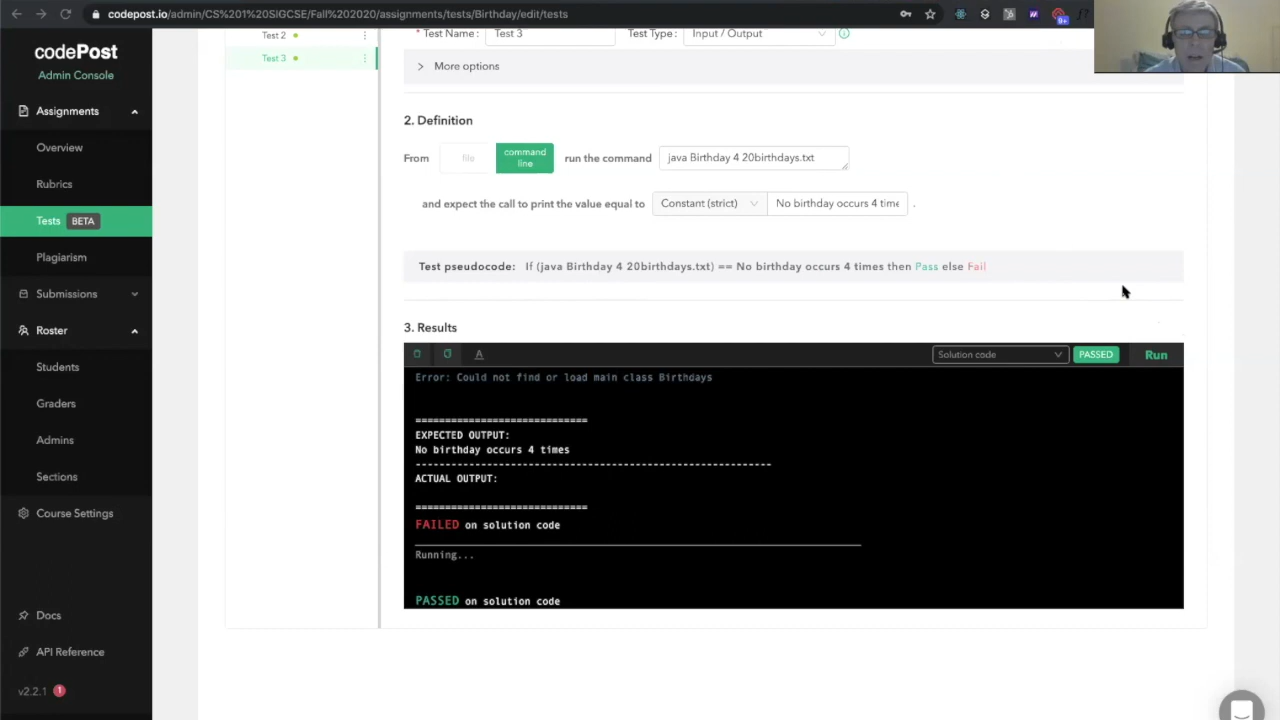 codepost.io/admin/CS%201%20SIGCSE/Fall%202020/assignments/tests/Birthday/edit/tests
9+
f?
codePost
Admin Console
Assignments
Overview
Rubrics
Tests BETA
Plagiarism
Submissions
Roster
Students
Graders
Admins
Sections
Course Settings
Docs
API Reference
v2.2.1 1
Test 2
Test 3
* Test Name: Test 3 Test Type: Input / Output
More options
2. Definition
From file command line run the command java Birthday 4 20birthdays.txt
and expect the call to print the value equal to Constant (strict) No birthday occurs 4 time .
Test pseudocode: If (java Birthday 4 20birthdays.txt) == No birthday occurs 4 times then Pass else Fail
3. Results
A Solution code PASSED Run
Error: Could not find or load main class Birthdays
=============================
EXPECTED OUTPUT:
No birthday occurs 4 times
------------------------------------------------------------
ACTUAL OUTPUT:
=============================
FAILED on solution code
Running...
PASSED on solution code